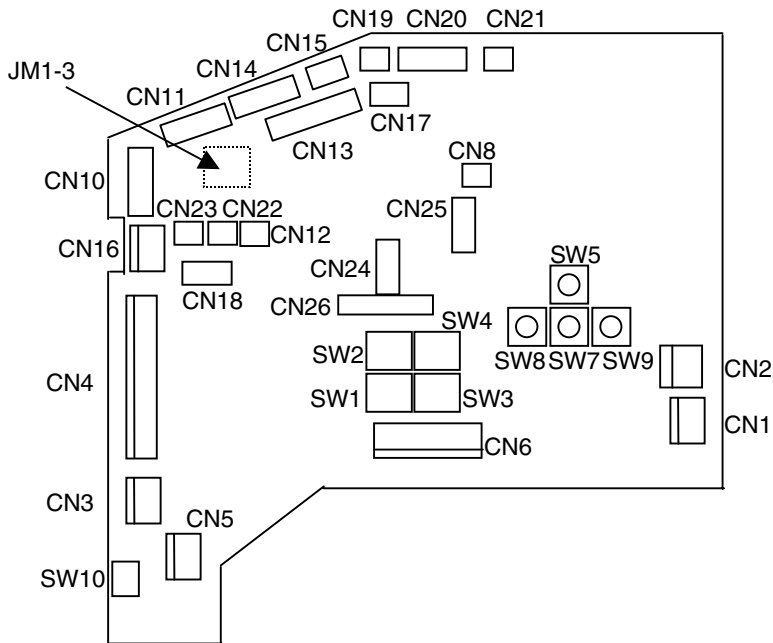 CN19 CN20 CN21
CN15
CN14
JM1-3
CN11
CN17
CN13
CN8
CN10
CN23 CN22
CN25
CN12
CN16
SW5
CN24
CN18
CN26
SW4
SW2
SW8 SW7 SW9
CN2
CN4
SW1
SW3
CN1
CN6
CN3
CN5
SW10